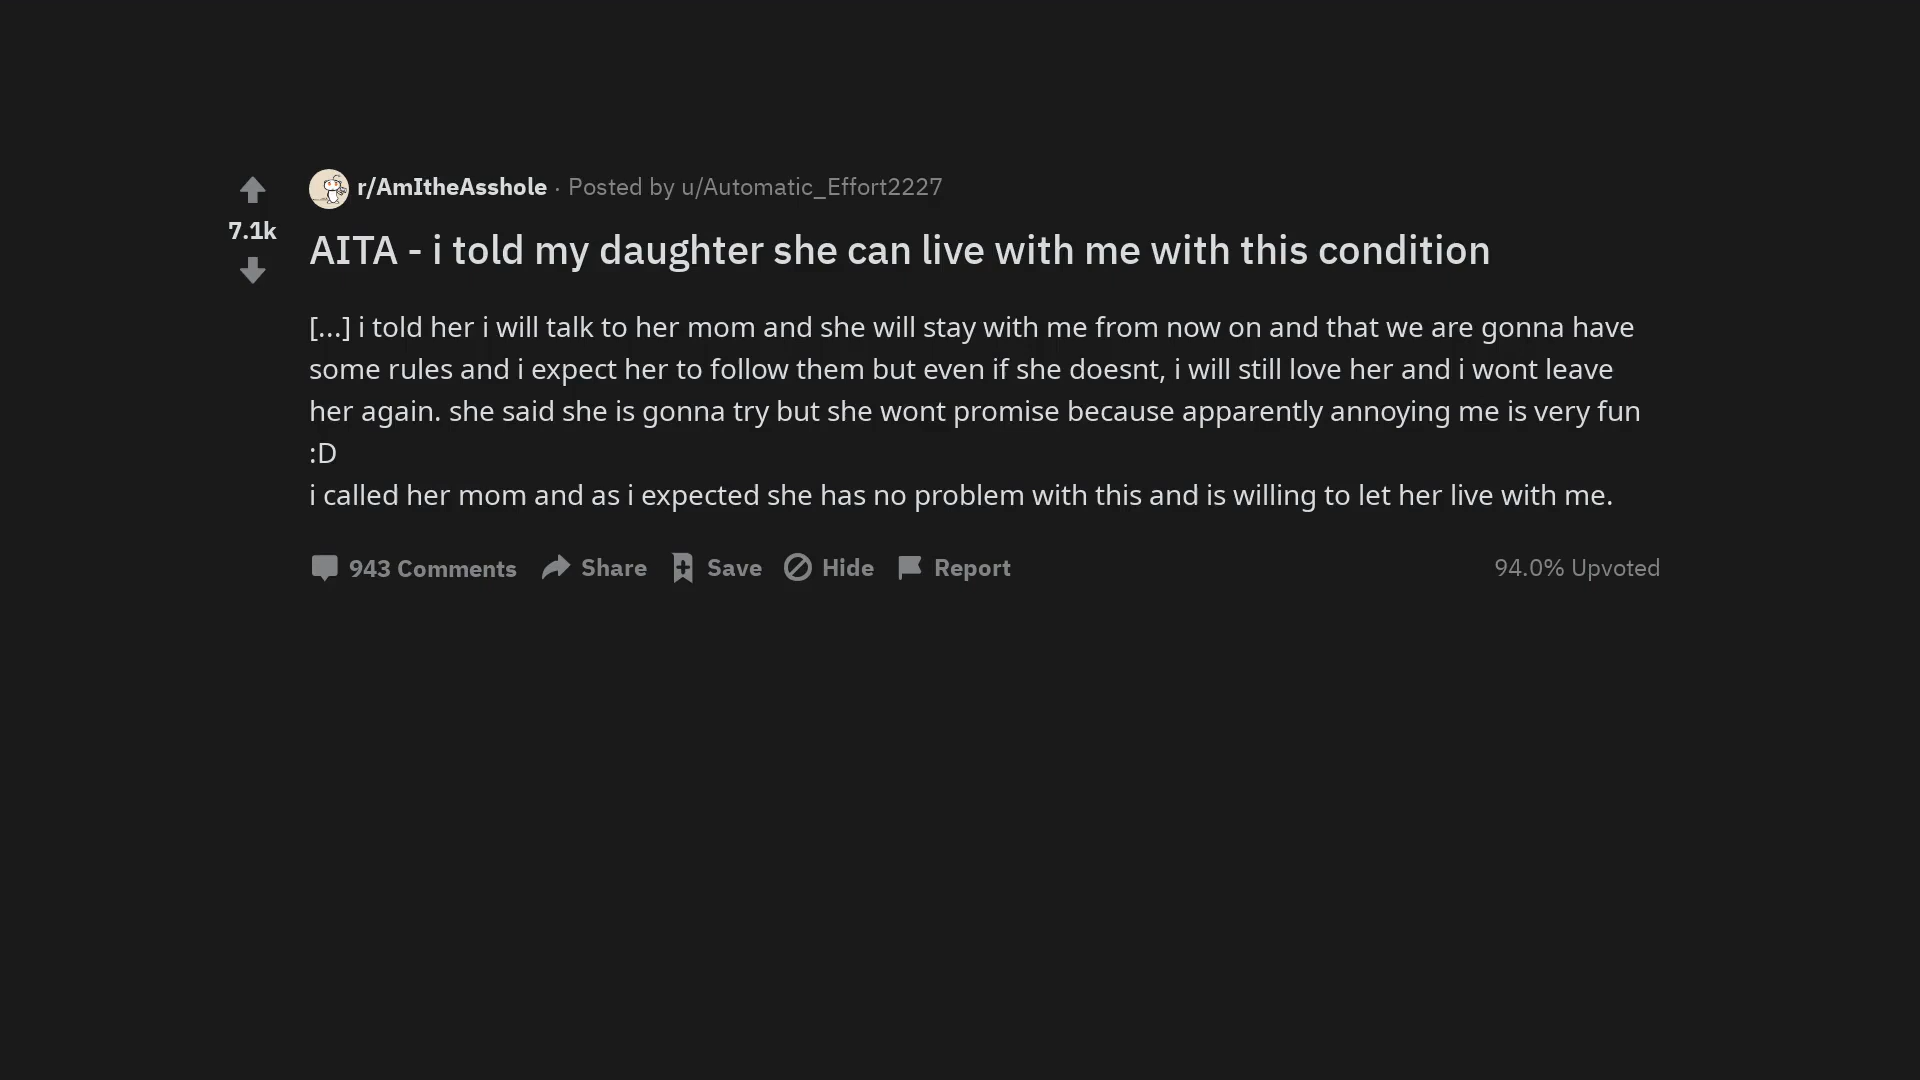 r/AmItheAsshole · Posted by u/Automatic_Effort2227
7.1k
AITA - i told my daughter she can live with me with this condition
[...] i told her i will talk to her mom and she will stay with me from now on and that we are gonna have
some rules and i expect her to follow them but even if she doesnt, i will still love her and i wont leave
her again. she said she is gonna try but she wont promise because apparently annoying me is very fun
:D
i called her mom and as i expected she has no problem with this and is willing to let her live with me.
943 Comments Share Save Hide Report 94.0% Upvoted